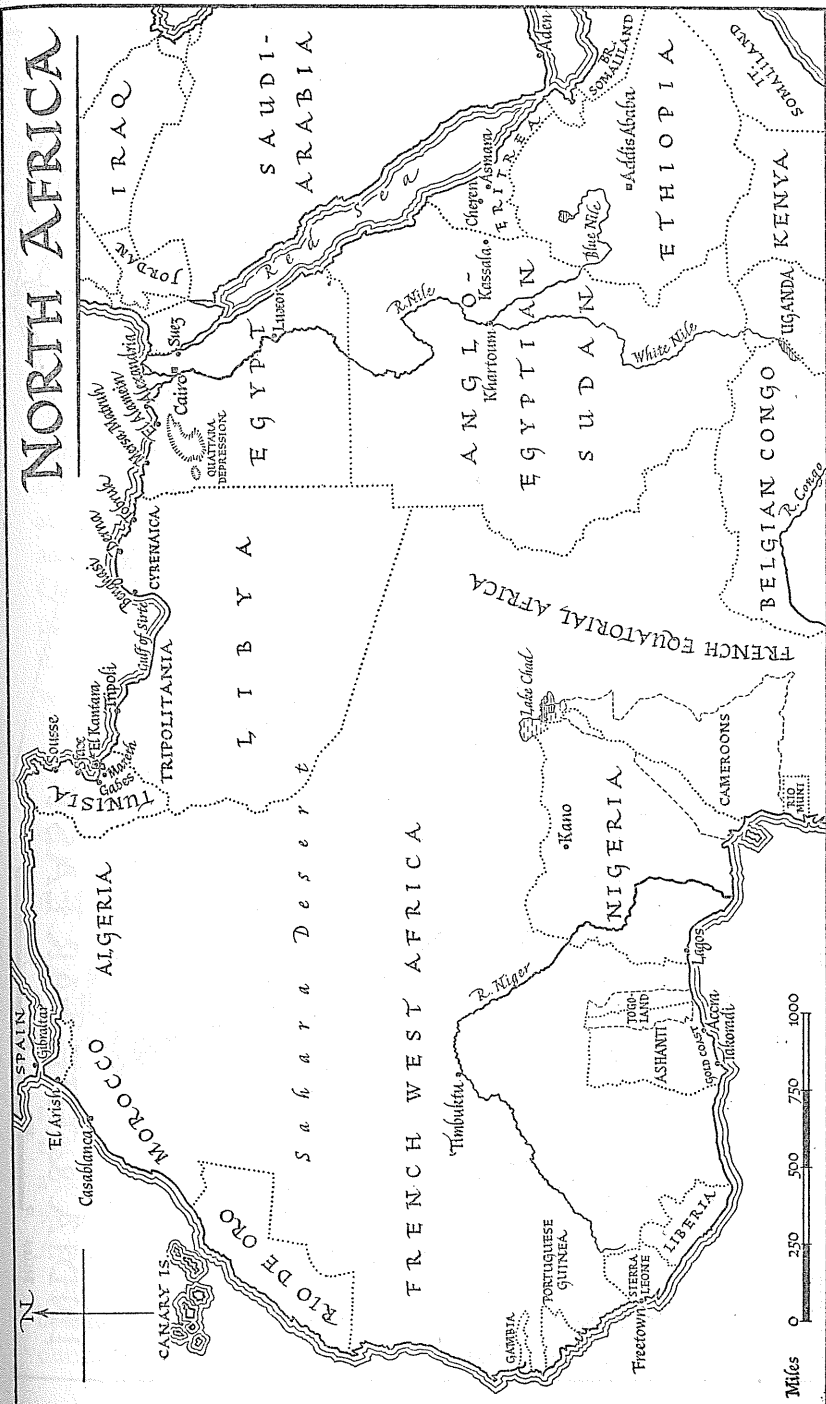 NORTH AFRICA
N
SPAIN
Gibraltar
El Arish
Casablanca
MOROCCO
CANARY IS
RIO DE ORO
ALGERIA
TUNISIA
Sousse
Sfax
El Kantara
Mareth
Gabes
Tripoli
TRIPOLITANIA
Gulf of Sirte
Benghasi
Derna
Tobruk
CYRENAICA
Mersa Matruh
El Alamein
Alexandria
Cairo
Suez
QUATTARA
DEPRESSION
EGYPT
Luxor
JORDAN
IRAQ
SAUDI-
ARABIA
Red Sea
LIBYA
Sahara Desert
FRENCH WEST AFRICA
Timbuktu
R. Niger
GAMBIA
PORTUGUESE
GUINEA
SIERRA
LEONE
Freetown
LIBERIA
ASHANTI
TOGO-
LAND
GOLD COAST
Accra
Takoradi
Lagos
NIGERIA
Kano
Lake Chad
CAMEROONS
RIO
MUNI
FRENCH EQUATORIAL AFRICA
BELGIAN CONGO
R. Congo
ANGLO-
EGYPTIAN
SUDAN
R. Nile
Khartoum
Kassala
White Nile
Blue Nile
Cheren
Asmara
ERITREA
Aden
BR.
SOMALILAND
IT.
SOMALILAND
Addis Ababa
ETHIOPIA
KENYA
UGANDA
Miles
0
250
500
750
1000